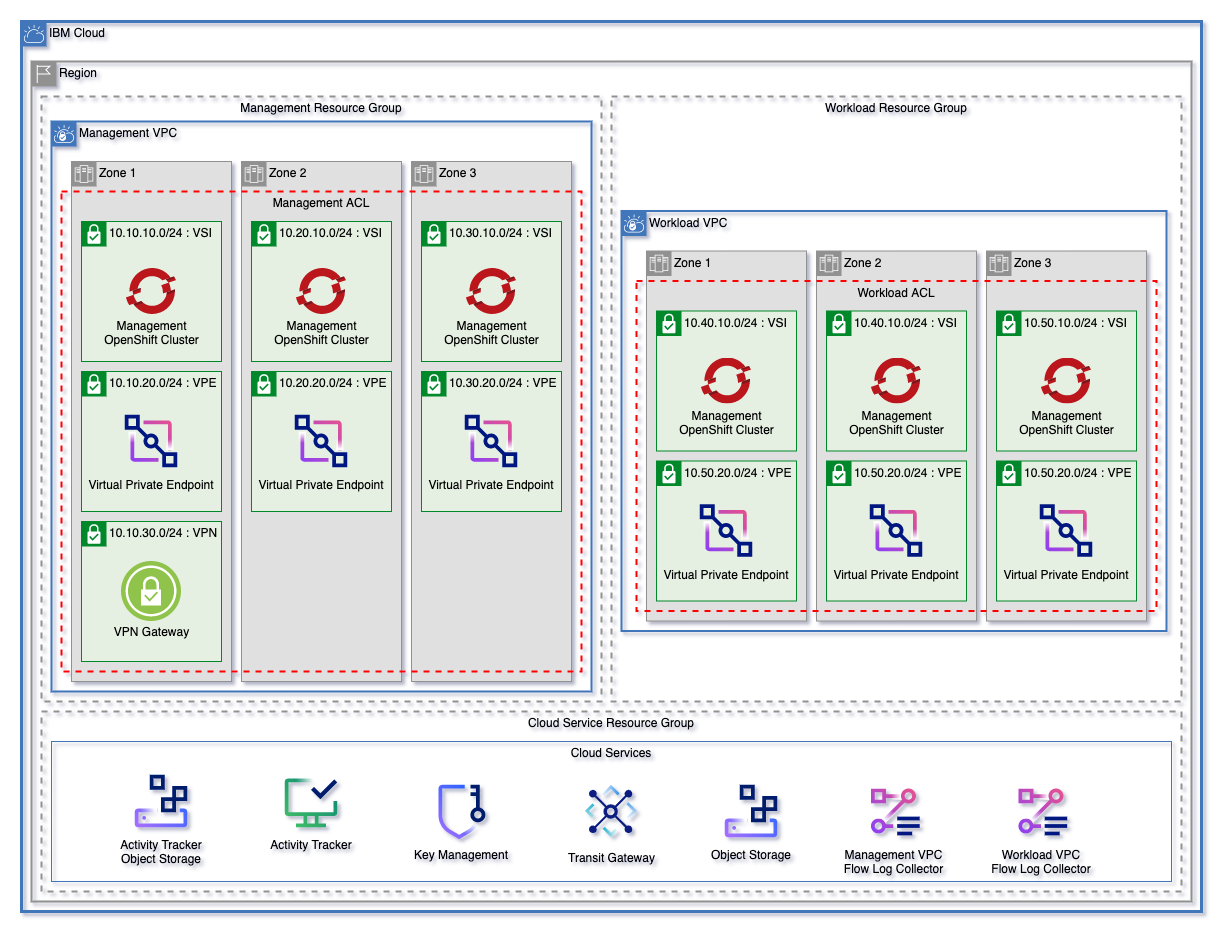 IBM Cloud
Region
Management Resource Group
Management VPC
Zone 1
Zone 2
Zone 3
Management ACL
10.10.10.0/24 : VSI
10.20.10.0/24 : VSI
10.30.10.0/24 : VSI
Management
OpenShift Cluster
Management
OpenShift Cluster
Management
OpenShift Cluster
10.10.20.0/24 : VPE
10.20.20.0/24 : VPE
10.30.20.0/24 : VPE
Virtual Private Endpoint
Virtual Private Endpoint
Virtual Private Endpoint
10.10.30.0/24 : VPN
VPN Gateway
Workload Resource Group
Workload VPC
Zone 1
Zone 2
Zone 3
Workload ACL
10.40.10.0/24 : VSI
10.40.10.0/24 : VSI
10.50.10.0/24 : VSI
Management
OpenShift Cluster
Management
OpenShift Cluster
Management
OpenShift Cluster
10.50.20.0/24 : VPE
10.50.20.0/24 : VPE
10.50.20.0/24 : VPE
Virtual Private Endpoint
Virtual Private Endpoint
Virtual Private Endpoint
Cloud Service Resource Group
Cloud Services
Activity Tracker
Object Storage
Activity Tracker
Key Management
Transit Gateway
Object Storage
Management VPC
Flow Log Collector
Workload VPC
Flow Log Collector